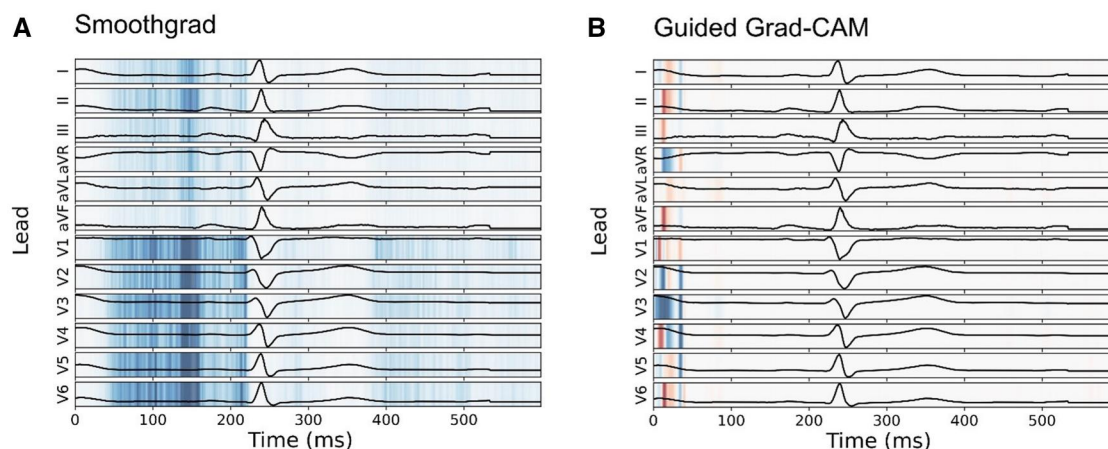 A Smoothgrad
B Guided Grad-CAM
Lead
I
II
III
aVR
aVL
aVF
V1
V2
V3
V4
V5
V6
0 100 200 300 400 500
Time (ms)
Lead
I
II
III
aVR
aVL
aVF
V1
V2
V3
V4
V5
V6
0 100 200 300 400 500
Time (ms)